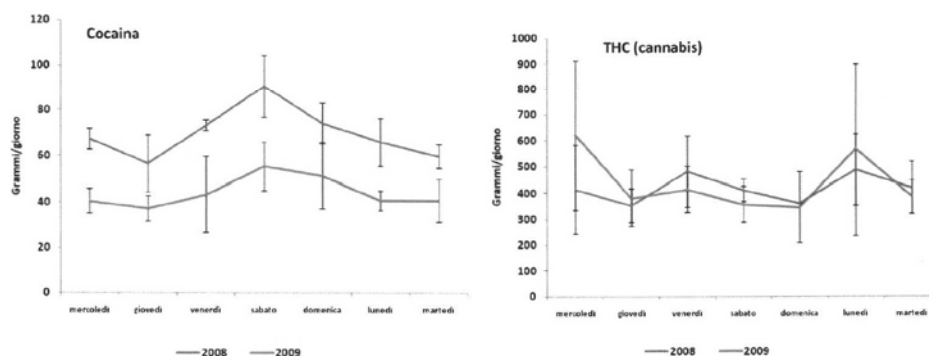 Cocaina
Grammi/giorno
120
100
80
60
40
20
0
mercoledì
giovedì
venerdì
sabato
domenica
lunedì
martedì
2008
2009
THC (cannabis)
Grammi/giorno
1000
900
800
700
600
500
400
300
200
100
0
mercoledì
giovedì
venerdì
sabato
domenica
lunedì
martedì
2008
2009